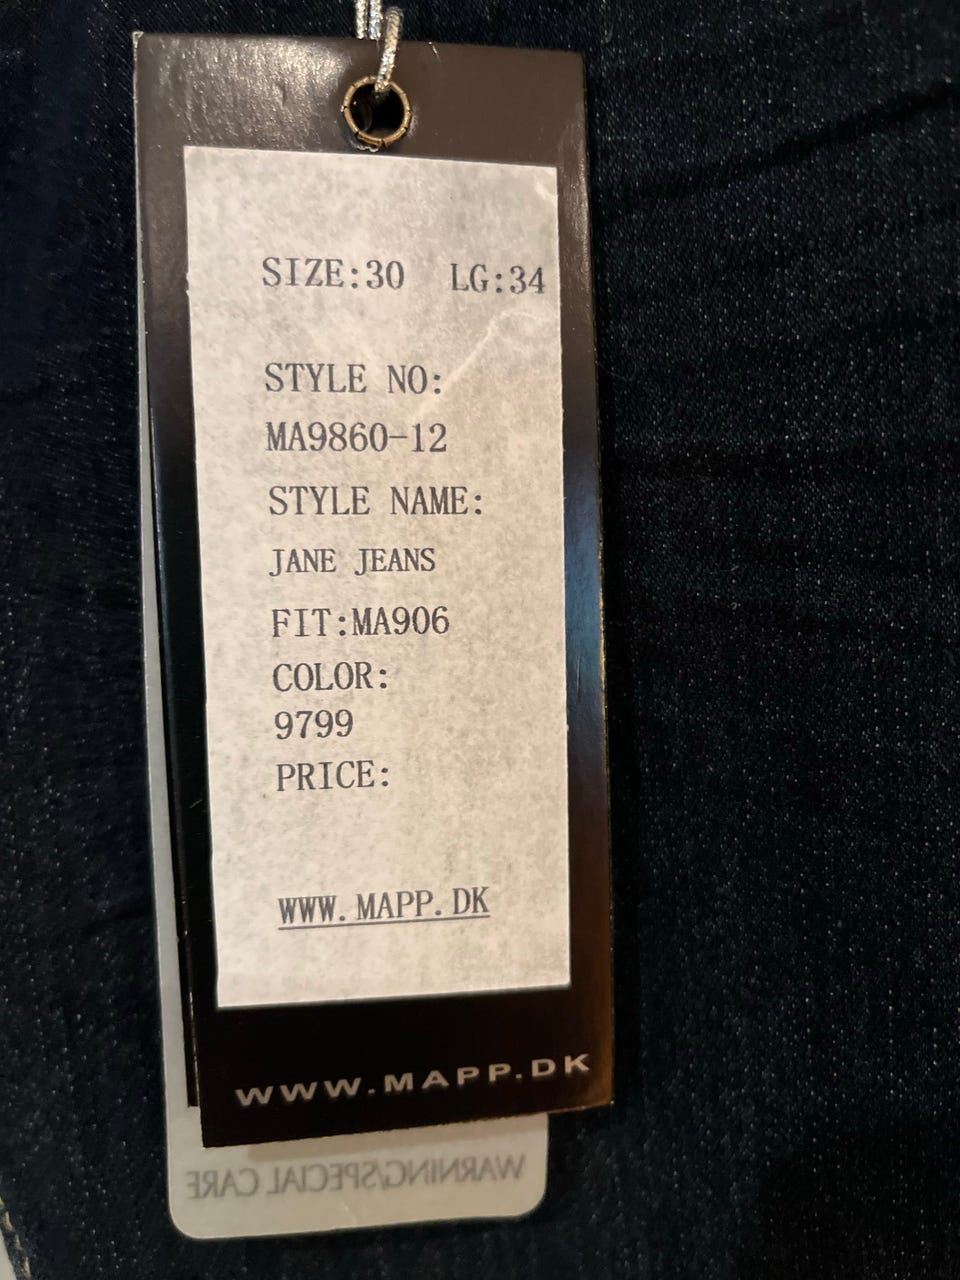 SIZE:30 LG:34
STYLE NO:
MA9860-12
STYLE NAME:
JANE JEANS
FIT:MA906
COLOR:
9799
PRICE:
WWW.MAPP.DK
WWW.MAPP.DK
WARNING/SPECIAL CARE